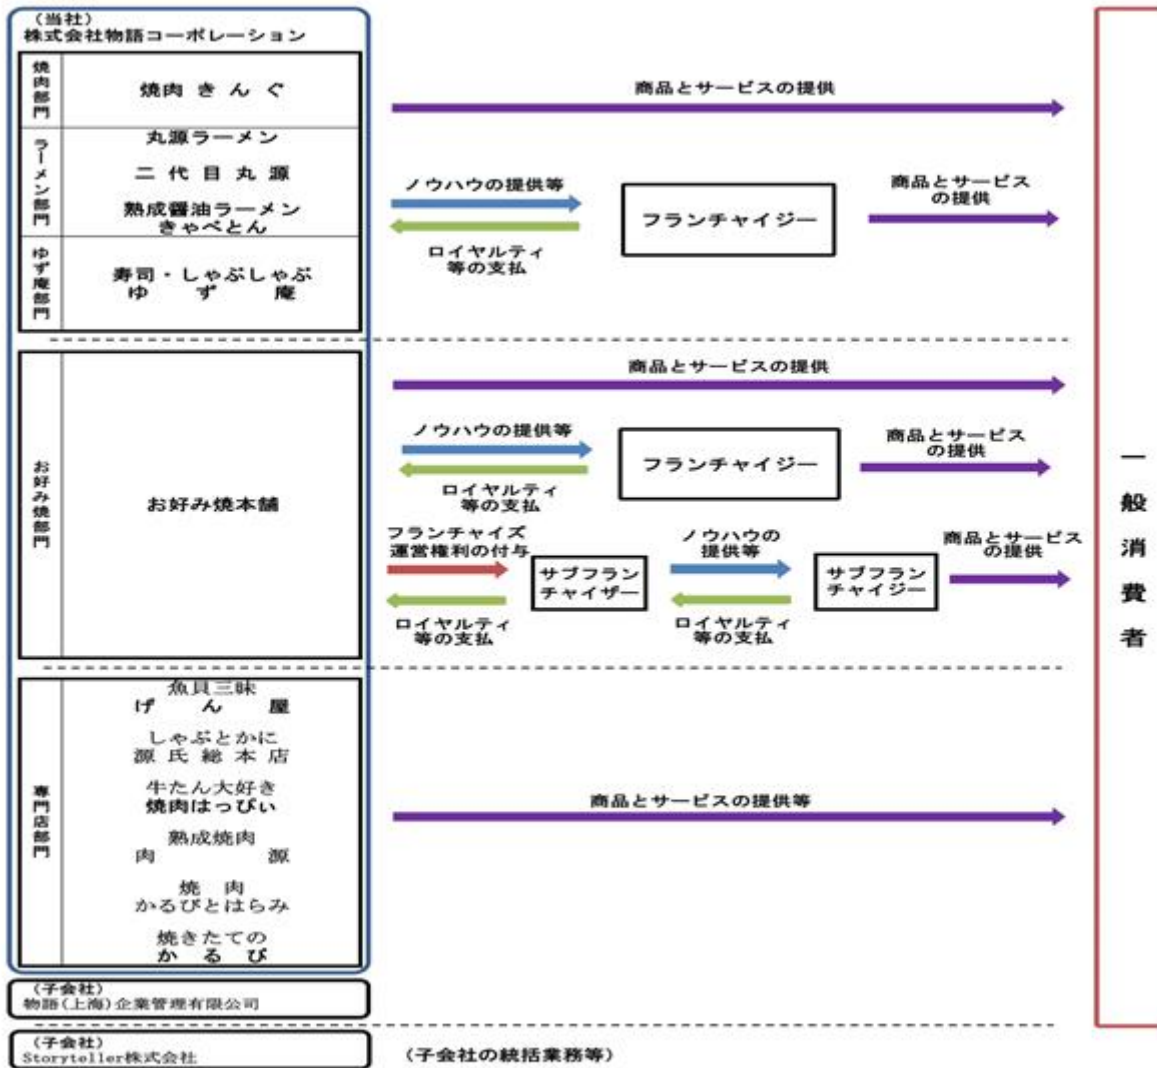 (当社)
株式会社物語コーポレーション
焼肉部門
焼肉きんぐ
商品とサービスの提供
ラーメン部門
丸源ラーメン
二代目丸源
熟成醤油ラーメン
きゃべとん
ノウハウの提供等
ロイヤルティ
等の支払
フランチャイジー
商品とサービス
の提供
ゆず庵部門
寿司・しゃぶしゃぶ
ゆず庵
お好み焼部門
お好み焼本舗
商品とサービスの提供
ノウハウの提供等
ロイヤルティ
等の支払
フランチャイジー
商品とサービス
の提供
フランチャイズ
運営権利の付与
ロイヤルティ
等の支払
サブフラン
チャイザー
ノウハウの
提供等
ロイヤルティ
等の支払
サブフラン
チャイジー
商品とサービス
の提供
専門店部門
魚貝三昧
げん屋
しゃぶとかに
源氏総本店
牛たん大好き
焼肉はっぴぃ
熟成焼肉
肉源
焼肉
かるびとはらみ
焼きたての
かるび
商品とサービスの提供等
一般消費者
(子会社)
物語(上海)企業管理有限公司
(子会社)
Storyteller株式会社
(子会社の統括業務等)